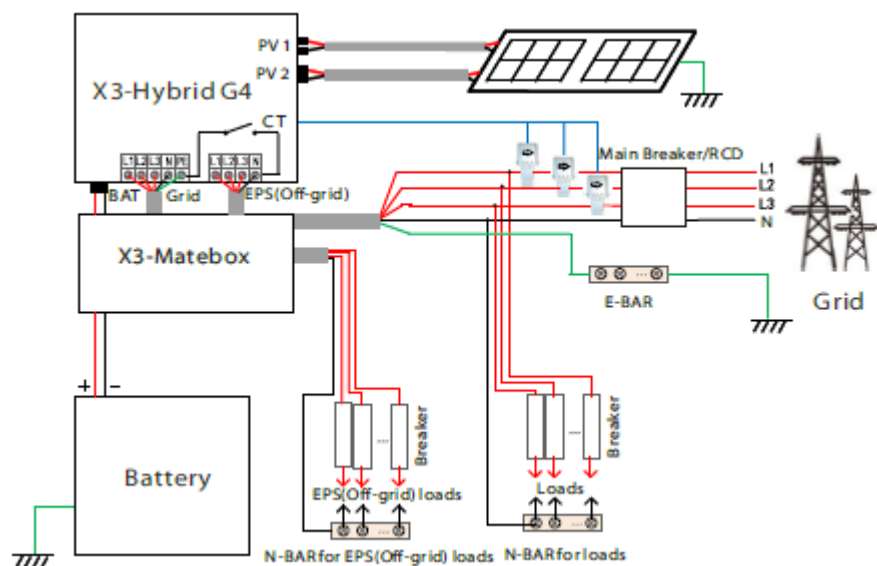 PV 1
PV 2
X3-Hybrid G4
CT
L1 L2 L3 N PE
L1 L2 L3 N
BAT
Grid
EPS(Off-grid)
Main Breaker/RCD
L1
L2
L3
N
X3-Matebox
E-BAR
Grid
+ −
Battery
... Breaker
... Breaker
EPS(Off-grid) loads
Loads
N-BAR for EPS(Off-grid) loads
N-BAR for loads